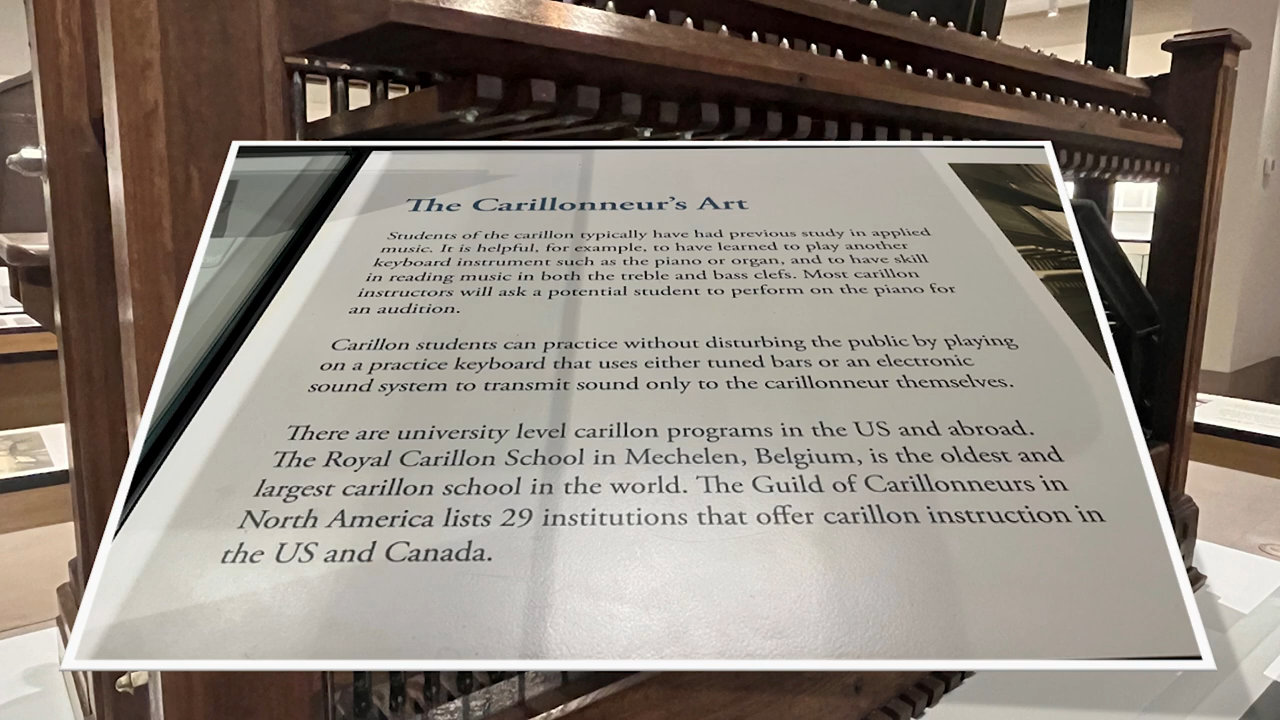 The Carillonneur's Art
Students of the carillon typically have had previous study in applied
music. It is helpful, for example, to have learned to play another
keyboard instrument such as the piano or organ, and to have skill
in reading music in both the treble and bass clefs. Most carillon
instructors will ask a potential student to perform on the piano for
an audition.
Carillon students can practice without disturbing the public by playing
on a practice keyboard that uses either tuned bars or an electronic
sound system to transmit sound only to the carillonneur themselves.
There are university level carillon programs in the US and abroad.
The Royal Carillon School in Mechelen, Belgium, is the oldest and
largest carillon school in the world. The Guild of Carillonneurs in
North America lists 29 institutions that offer carillon instruction in
the US and Canada.